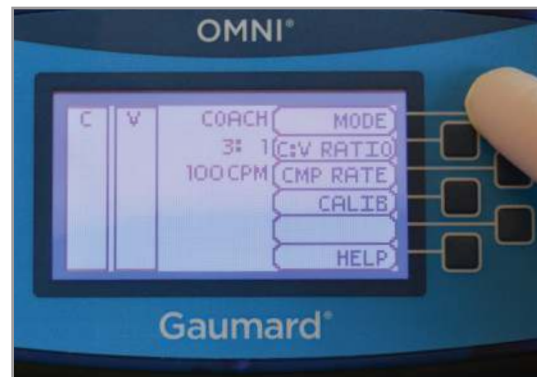 OMNI®
C V COACH MODE
3: 1 C:V RATIO
100 CPM CMP RATE
CALIB
HELP
Gaumard®